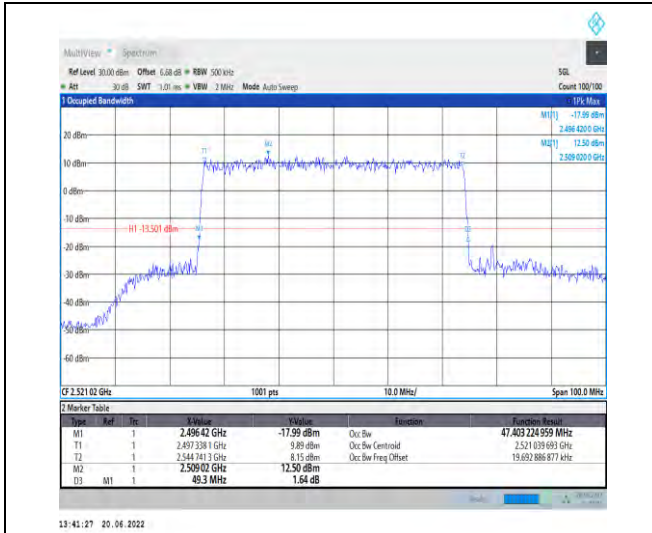 MultiView Spectrum
Ref Level 30.00 dBm Offset 6.68 dB RBW 500 kHz SGL
Att 30 dB SWT 1.01 ms VBW 2 MHz Mode Auto Sweep Count 100/100
1 Occupied Bandwidth 1Pk Max
M1[1] -17.99 dBm
2.496 420 0 GHz
20 dBm
M2[1] 12.50 dBm
2.509 020 0 GHz
T1 M2 T2
10 dBm
0 dBm
-10 dBm
H1 -13.501 dBm
M1
-20 dBm
-30 dBm
-40 dBm
-50 dBm
-60 dBm
CF 2.521 02 GHz 1001 pts 10.0 MHz/ Span 100.0 MHz
2 Marker Table
Type Ref Trc X-Value Y-Value Function Function Result
M1 1 2.496 42 GHz -17.99 dBm Occ Bw 47.403 224 959 MHz
T1 1 2.497 338 1 GHz 9.89 dBm Occ Bw Centroid 2.521 039 693 GHz
T2 1 2.544 741 3 GHz 8.15 dBm Occ Bw Freq Offset 19.692 886 877 kHz
M2 1 2.509 02 GHz 12.50 dBm
D3 M1 1 49.3 MHz 1.64 dB
13:41:27 20.06.2022